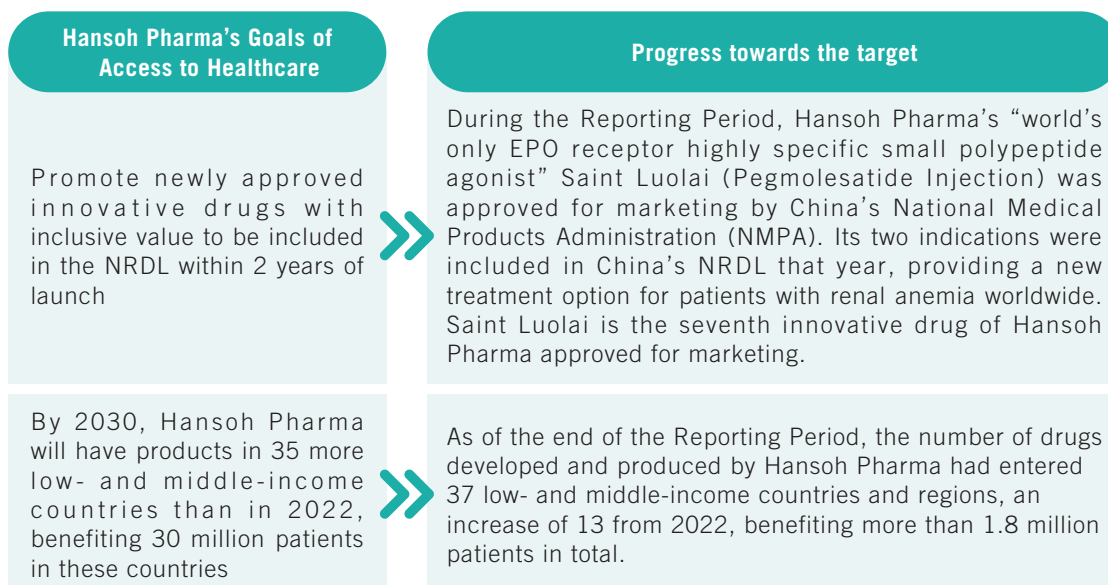 Hansoh Pharma's Goals of
Access to Healthcare
Progress towards the target
Promote newly approved
innovative drugs with
inclusive value to be included
in the NRDL within 2 years of
launch
During the Reporting Period, Hansoh Pharma's “world's
only EPO receptor highly specific small polypeptide
agonist” Saint Luolai (Pegmolesatide Injection) was
approved for marketing by China's National Medical
Products Administration (NMPA). Its two indications were
included in China's NRDL that year, providing a new
treatment option for patients with renal anemia worldwide.
Saint Luolai is the seventh innovative drug of Hansoh
Pharma approved for marketing.
By 2030, Hansoh Pharma
will have products in 35 more
low- and middle-income
countries than in 2022,
benefiting 30 million patients
in these countries
As of the end of the Reporting Period, the number of drugs
developed and produced by Hansoh Pharma had entered
37 low- and middle-income countries and regions, an
increase of 13 from 2022, benefiting more than 1.8 million
patients in total.